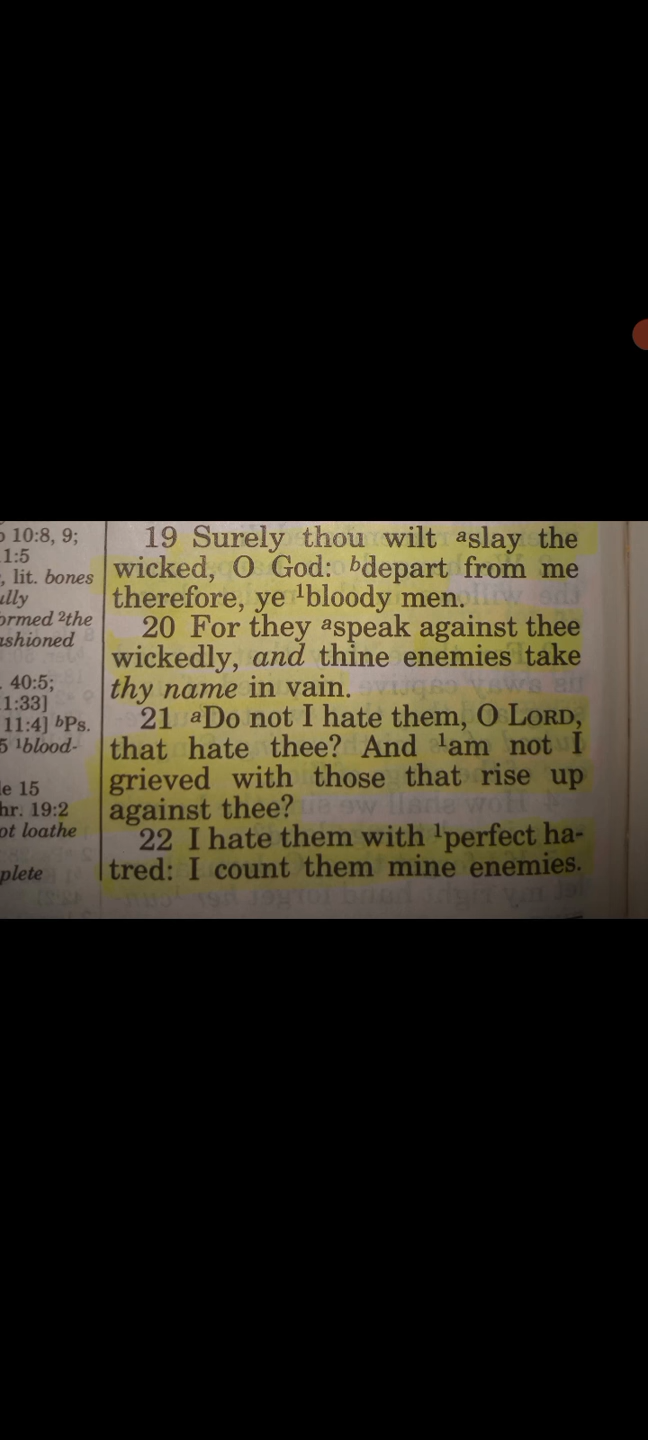 10:8, 9;
1:5
, lit. bones
ully
ormed ²the
ashioned
. 40:5;
1:33]
11:4] ᵇPs.
5 ¹blood-
le 15
hr. 19:2
ot loathe
plete
19 Surely thou wilt ᵃslay the
wicked, O God: ᵇdepart from me
therefore, ye ¹bloody men.
20 For they ᵃspeak against thee
wickedly, and thine enemies take
thy name in vain.
21 ᵃDo not I hate them, O LORD,
that hate thee? And ¹am not I
grieved with those that rise up
against thee?
22 I hate them with ¹perfect ha-
tred: I count them mine enemies.